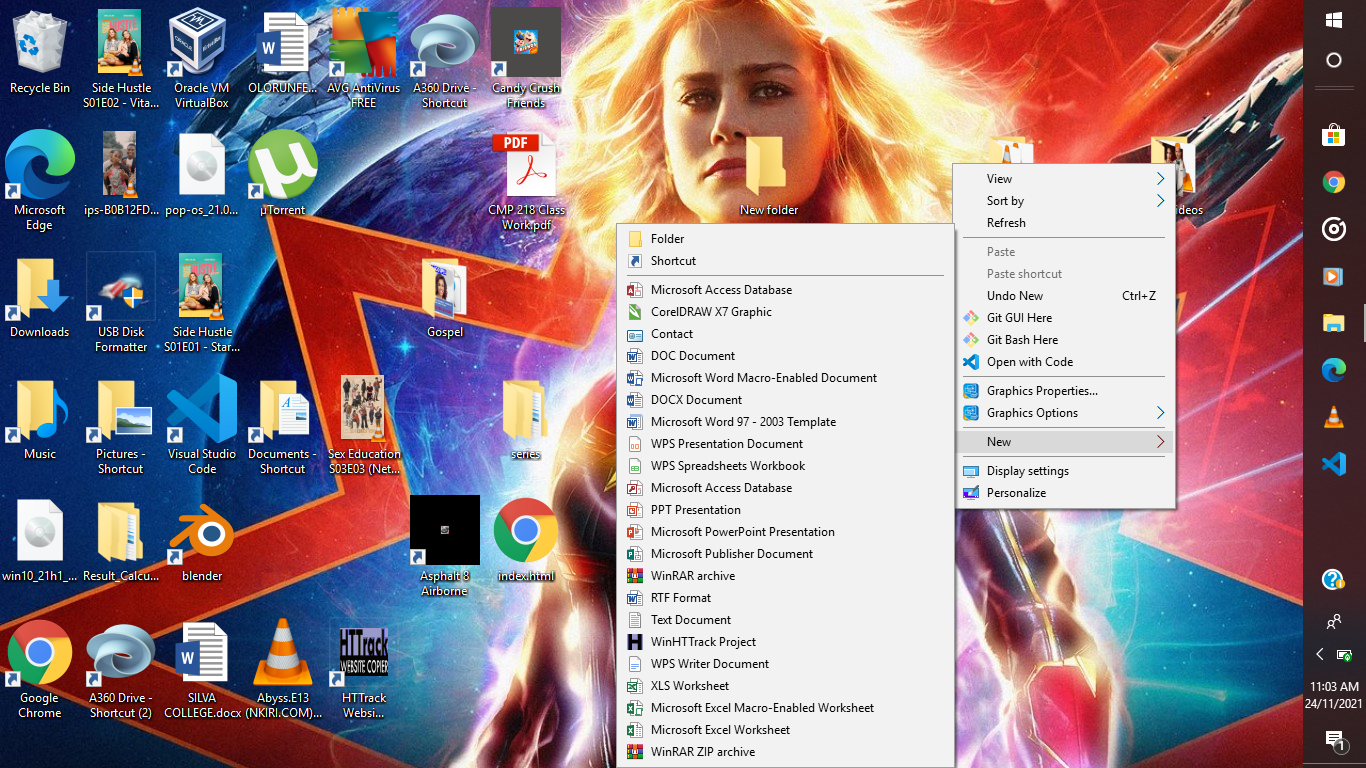 Recycle Bin
Side Hustle
S01E02 - Vita...
Oracle VM
VirtualBox
OLORUNFE...
AVG AntiVirus
FREE
A360 Drive -
Shortcut
Candy Crush
Friends
Microsoft
Edge
ips-B0B12FD...
pop-os_21.0...
µTorrent
PDF
CMP 218 Class
Work.pdf
New folder
ideos
Downloads
USB Disk
Formatter
Side Hustle
S01E01 - Star...
Gospel
Music
Pictures -
Shortcut
Visual Studio
Code
Documents -
Shortcut
Sex Education
S03E03 (Net...
series
win10_21h1_...
Result_Calcu...
blender
Asphalt 8
Airborne
index.html
Google
Chrome
A360 Drive -
Shortcut (2)
SILVA
COLLEGE.docx
Abyss.E13
(NKIRI.COM)...
HTTrack
WEBSITE COPIER
HTTrack
Websi...
Folder
Shortcut
Microsoft Access Database
CorelDRAW X7 Graphic
Contact
DOC Document
Microsoft Word Macro-Enabled Document
DOCX Document
Microsoft Word 97 - 2003 Template
WPS Presentation Document
WPS Spreadsheets Workbook
Microsoft Access Database
PPT Presentation
Microsoft PowerPoint Presentation
Microsoft Publisher Document
WinRAR archive
RTF Format
Text Document
WinHTTrack Project
WPS Writer Document
XLS Worksheet
Microsoft Excel Macro-Enabled Worksheet
Microsoft Excel Worksheet
WinRAR ZIP archive
View
Sort by
Refresh
Paste
Paste shortcut
Undo New Ctrl+Z
Git GUI Here
Git Bash Here
Open with Code
Graphics Properties...
Graphics Options
New
Display settings
Personalize
11:03 AM
24/11/2021
1